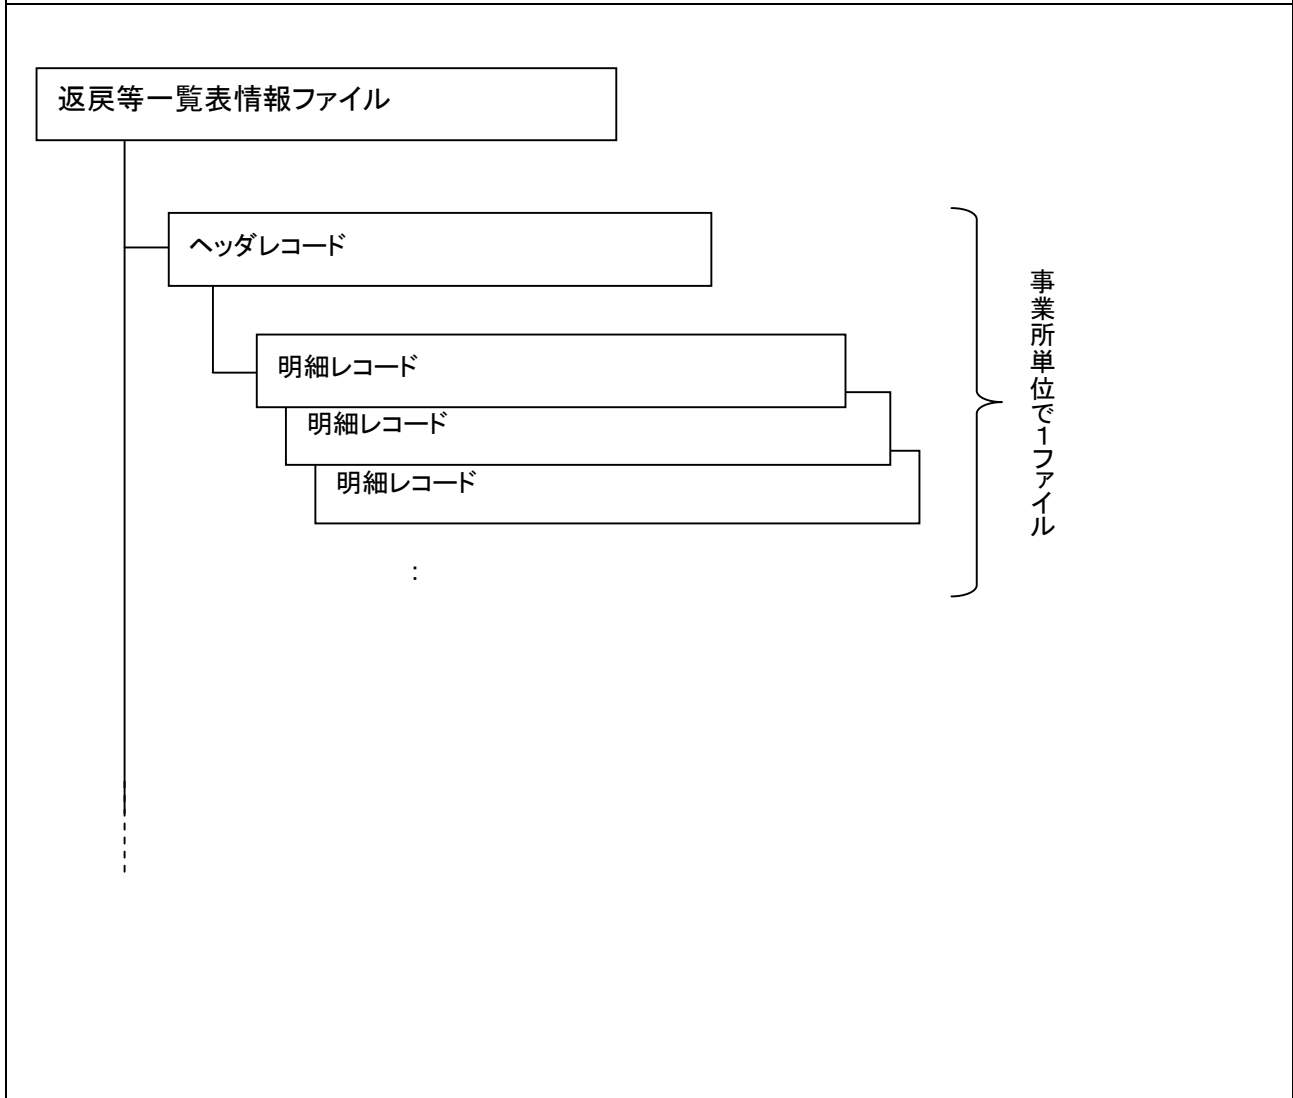 返戻等一覧表情報ファイル
ヘッダレコード
明細レコード
明細レコード
明細レコード
：
事業所単位で1ファイル